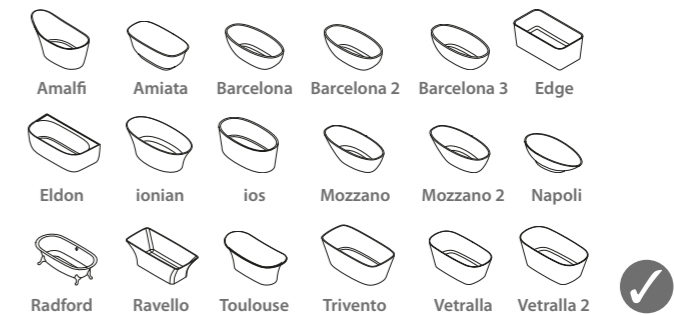 Amalfi Amiata Barcelona Barcelona 2 Barcelona 3 Edge
Eldon ionian ios Mozzano Mozzano 2 Napoli
Radford Ravello Toulouse Trivento Vetralla Vetralla 2